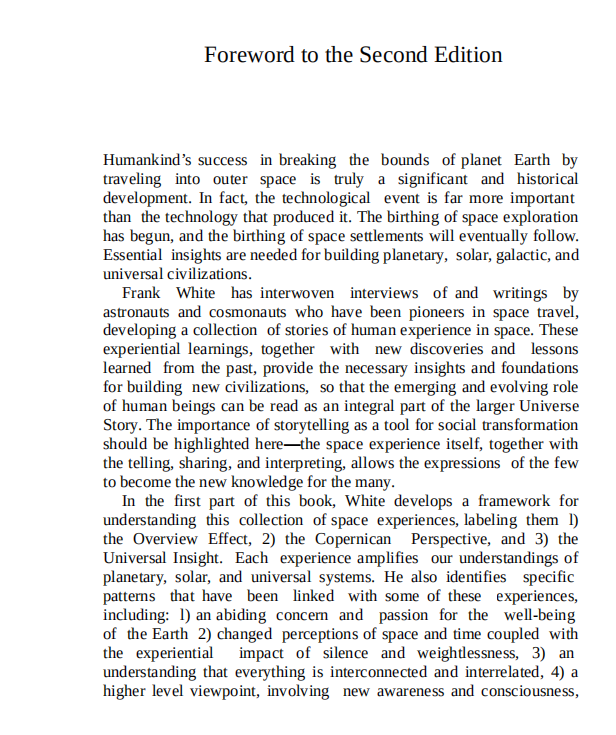 Foreword to the Second Edition
Humankind’s success in breaking the bounds of planet Earth by
traveling into outer space is truly a significant and historical
development. In fact, the technological event is far more important
than the technology that produced it. The birthing of space exploration
has begun, and the birthing of space settlements will eventually follow.
Essential insights are needed for building planetary, solar, galactic, and
universal civilizations.
Frank White has interwoven interviews of and writings by
astronauts and cosmonauts who have been pioneers in space travel,
developing a collection of stories of human experience in space. These
experiential learnings, together with new discoveries and lessons
learned from the past, provide the necessary insights and foundations
for building new civilizations, so that the emerging and evolving role
of human beings can be read as an integral part of the larger Universe
Story. The importance of storytelling as a tool for social transformation
should be highlighted here—the space experience itself, together with
the telling, sharing, and interpreting, allows the expressions of the few
to become the new knowledge for the many.
In the first part of this book, White develops a framework for
understanding this collection of space experiences, labeling them l)
the Overview Effect, 2) the Copernican Perspective, and 3) the
Universal Insight. Each experience amplifies our understandings of
planetary, solar, and universal systems. He also identifies specific
patterns that have been linked with some of these experiences,
including: l) an abiding concern and passion for the well-being
of the Earth 2) changed perceptions of space and time coupled with
the experiential impact of silence and weightlessness, 3) an
understanding that everything is interconnected and interrelated, 4) a
higher level viewpoint, involving new awareness and consciousness,